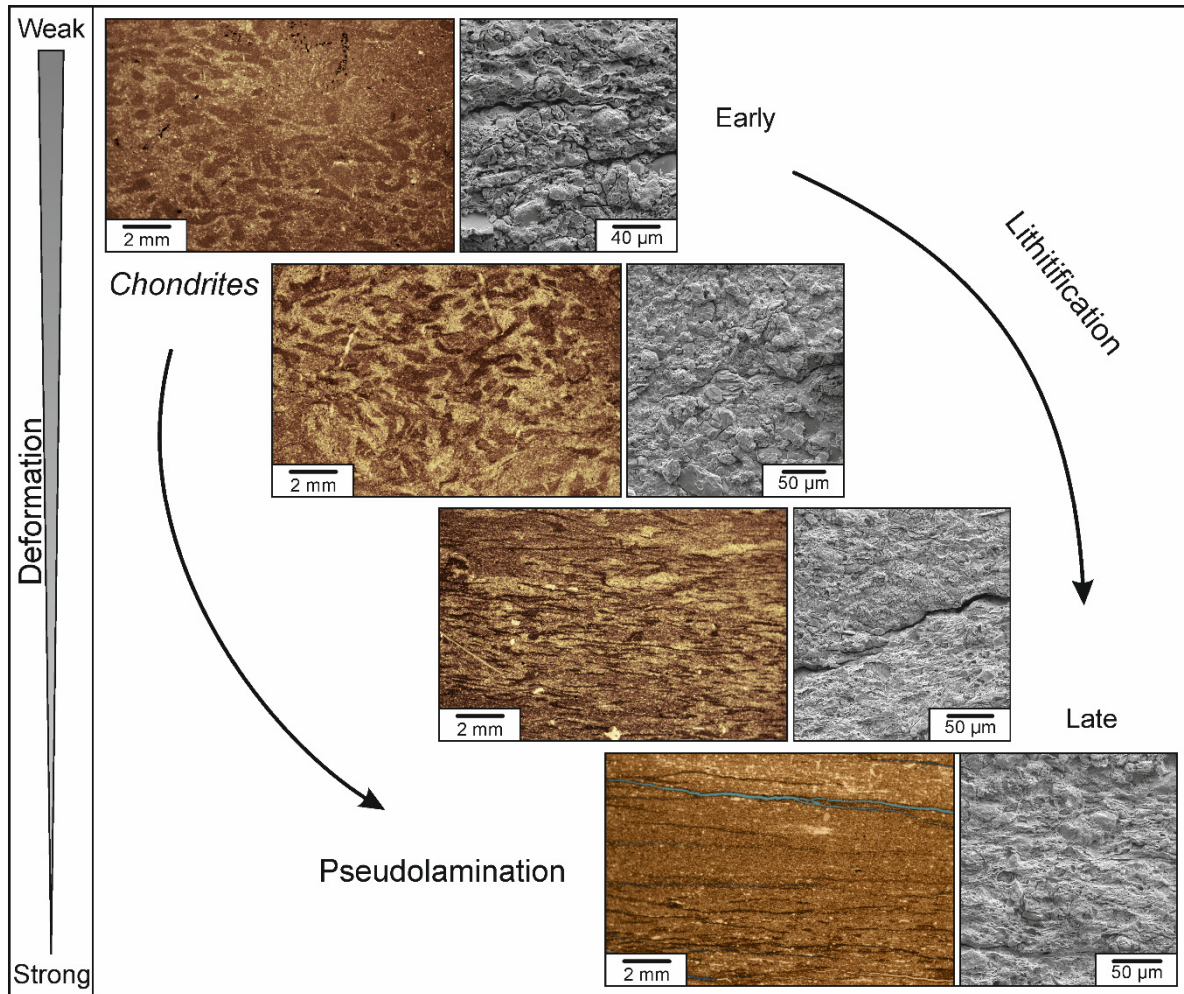 Weak
Deformation
Strong
2 mm
40 µm
Early
Lithitification
Chondrites
2 mm
50 µm
2 mm
50 µm
Late
Pseudolamination
2 mm
50 µm